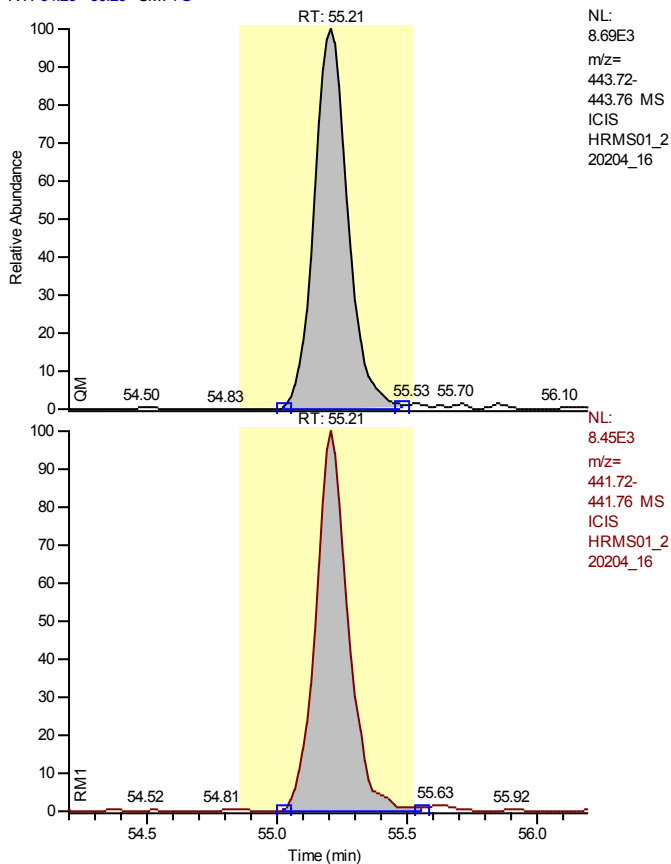 RT: 55.21
NL:
8.69E3
m/z=
443.72-
443.76 MS
ICIS
HRMS01_2
20204_16
100
90
80
70
60
50
40
30
20
10
0
Relative Abundance
QM
54.50 54.83 55.53 55.70 56.10
RT: 55.21
NL:
8.45E3
m/z=
441.72-
441.76 MS
ICIS
HRMS01_2
20204_16
100
90
80
70
60
50
40
30
20
10
0
RM1
54.52 54.81 55.63 55.92
54.5 55.0 55.5 56.0
Time (min)